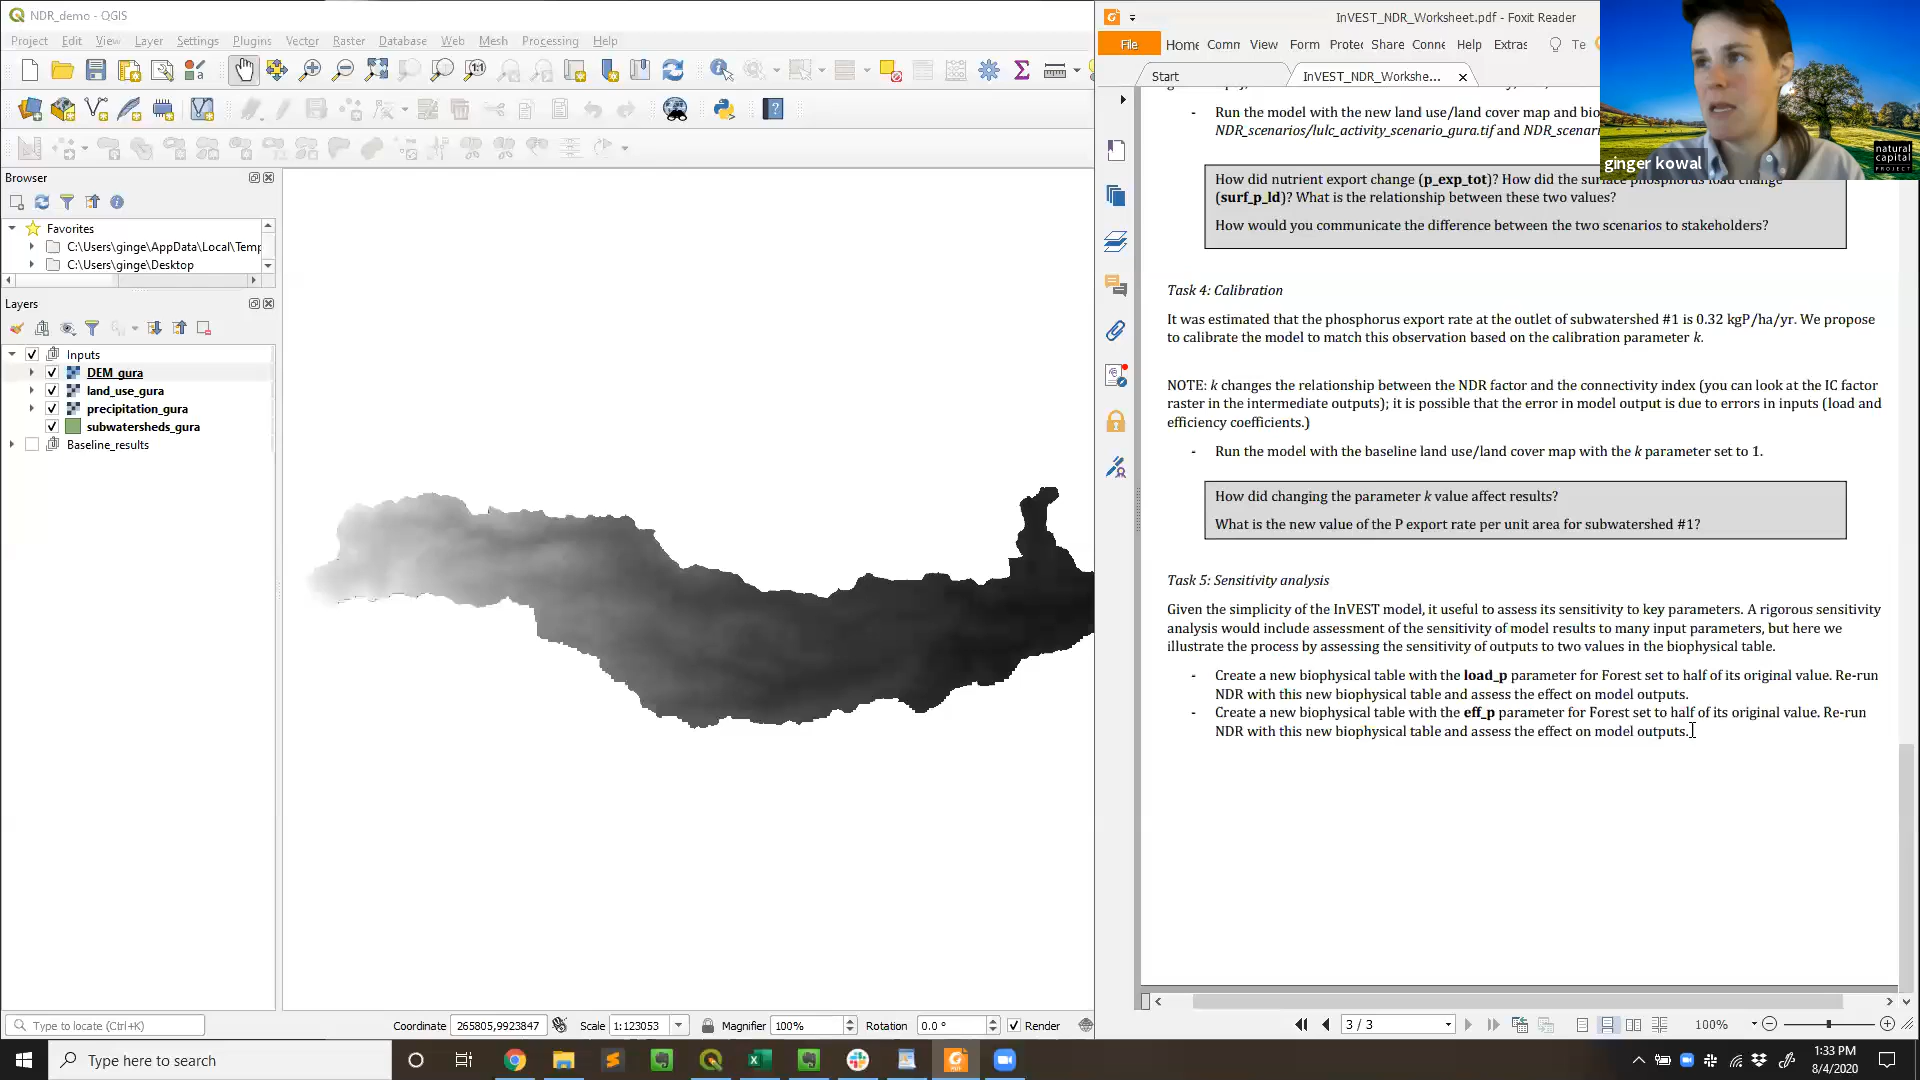 NDR_demo - QGIS
Project Edit View Layer Settings Plugins Vector Raster Database Web Mesh Processing Help
Browser
Favorites
C:\Users\ginge\AppData\Local\Temp
C:\Users\ginge\Desktop
Layers
Inputs
DEM_gura
land_use_gura
precipitation_gura
subwatersheds_gura
Baseline_results
Type to locate (Ctrl+K)
Coordinate 265805,9923847 Scale 1:123053 Magnifier 100% Rotation 0.0 ° Render
InVEST_NDR_Worksheet.pdf - Foxit Reader
File Home Comm View Form Protec Share Conne Help Extras Te
Start InVEST_NDR_Workshe...
- Run the model with the new land use/land cover map and bio
NDR_scenarios/lulc_activity_scenario_gura.tif and NDR_scenari
How did nutrient export change (p_exp_tot)? How did the surface phosphorus load change
(surf_p_ld)? What is the relationship between these two values?
How would you communicate the difference between the two scenarios to stakeholders?
Task 4: Calibration
It was estimated that the phosphorus export rate at the outlet of subwatershed #1 is 0.32 kgP/ha/yr. We propose
to calibrate the model to match this observation based on the calibration parameter k.
NOTE: k changes the relationship between the NDR factor and the connectivity index (you can look at the IC factor
raster in the intermediate outputs); it is possible that the error in model output is due to errors in inputs (load and
efficiency coefficients.)
- Run the model with the baseline land use/land cover map with the k parameter set to 1.
How did changing the parameter k value affect results?
What is the new value of the P export rate per unit area for subwatershed #1?
Task 5: Sensitivity analysis
Given the simplicity of the InVEST model, it useful to assess its sensitivity to key parameters. A rigorous sensitivity
analysis would include assessment of the sensitivity of model results to many input parameters, but here we
illustrate the process by assessing the sensitivity of outputs to two values in the biophysical table.
- Create a new biophysical table with the load_p parameter for Forest set to half of its original value. Re-run
NDR with this new biophysical table and assess the effect on model outputs.
- Create a new biophysical table with the eff_p parameter for Forest set to half of its original value. Re-run
NDR with this new biophysical table and assess the effect on model outputs.
3 / 3
100%
ginger kowal
natural
capital
PROJECT
Type here to search
1:33 PM
8/4/2020